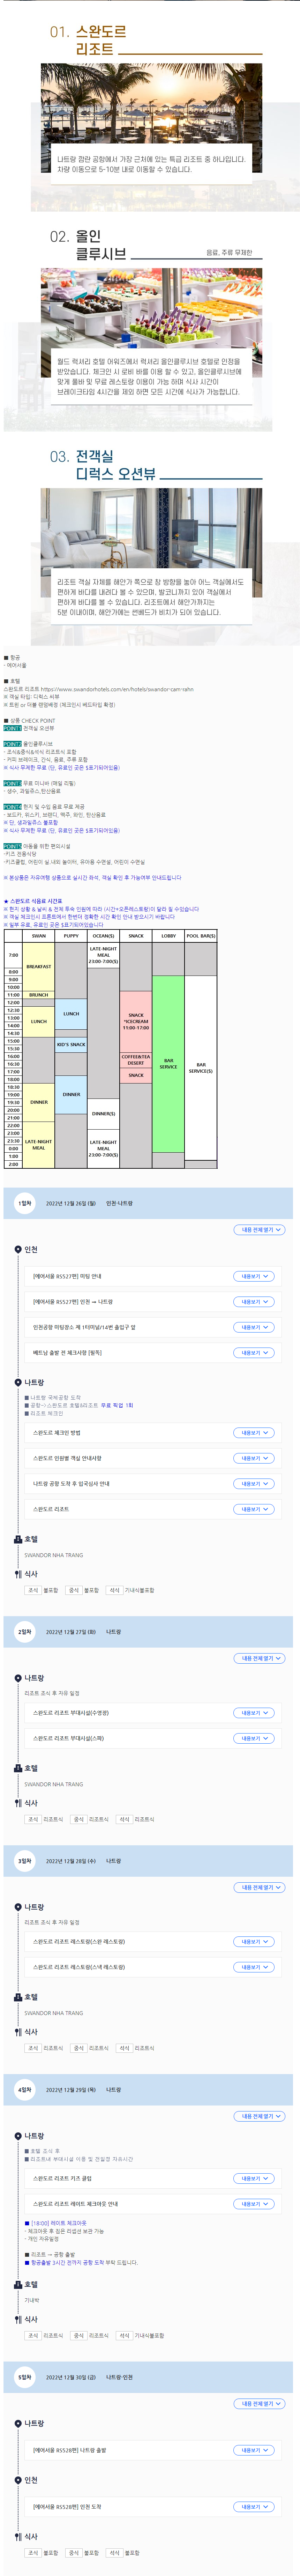 01. 스완도르
리조트
나트랑 깜란 공항에서 가장 근처에 있는 특급 리조트 중 하나입니다.
차량 이동으로 5-10분 내로 이동할 수 있습니다.
02. 올인
클루시브
음료, 주류 무제한
월드 럭셔리 호텔 어워즈에서 럭셔리 올인클루시브 호텔로 인정을
받았습니다. 체크인 시 로비 바를 이용 할 수 있고, 올인클루시브에
맞게 풀바 및 무료 레스토랑 이용이 가능 하며 식사 시간이
브레이크타임 4시간을 제외 하면 모든 시간에 식사가 가능합니다.
03. 전객실
디럭스 오션뷰
리조트 객실 자체를 해안가 쪽으로 창 방향을 놓아 어느 객실에서도
편하게 바다를 내려다 볼 수 있으며, 발코니까지 있어 객실에서
편하게 바다를 볼 수 있습니다. 리조트에서 해안가까지는
5분 이내이며, 해안가에는 썬베드가 비치가 되어 있습니다.
■ 항공
- 에어서울
■ 호텔
스완도르 리조트 https://www.swandorhotels.com/en/hotels/swandor-cam-rahn
※ 객실 타입: 디럭스 씨뷰
※ 트윈 or 더블 랜덤배정 (체크인시 베드타입 확정)
■ 상품 CHECK POINT
POINT1 전객실 오션뷰
POINT2 올인클루시브
- 조식&중식&석식 리조트식 포함
- 커피 브레이크, 간식, 음료, 주류 포함
※ 식사 무제한 무료 (단, 유료인 곳은 $표기되어있음)
POINT3 무료 미니바 (매일 리필)
- 생수, 과일주스,탄산음료
POINT4 현지 및 수입 음료 무료 제공
- 보드카, 위스키, 브랜디, 맥주, 와인, 탄산음료
※ 단, 생과일쥬스 불포함
※ 식사 무제한 무료 (단, 유료인 곳은 $표기되어있음)
POINT5 아동을 위한 편의시설
-키즈 전용식당
-키즈클럽, 어린이 실,내외 놀이터, 유아용 수면실, 어린이 수면실
※ 본상품은 자유여행 상품으로 실시간 좌석, 객실 확인 후 가능여부 안내드립니다
★ 스완도르 식음료 시간표
※ 현지 상황 & 날씨 & 전체 투숙 인원에 따라 (시간+오픈레스토랑)이 달라 질 수있습니다
※ 객실 체크인시 프론트에서 한번더 정확한 시간 확인 안내 받으시기 바랍니다
※ 일부 유료, 유료인 곳은 $표기되어있습니다
SWAN PUPPY OCEAN($) SNACK LOBBY POOL BAR($)
7:00
8:00
9:00
10:00
11:00
12:00
12:30
13:00
14:00
14:30
15:00
15:30
16:00
16:30
17:00
18:00
18:30
19:00
19:30
21:00
20:00
22:00
23:00
23:30
0:00
1:00
2:00
BREAKFAST
BRUNCH
LUNCH
DINNER
LATE-NIGHT
MEAL
LUNCH
KID'S SNACK
DINNER
LATE-NIGHT
MEAL
23:00-7:00($)
DINNER($)
LATE-NIGHT
MEAL
23:00-7:00($)
SNACK
*ICECREAM
11:00-17:00
COFFEE&TEA
DESERT
SNACK
BAR
SERVICE
BAR
SERVICE($)
1일차 2022년 12월 26일 (월) 인천-나트랑
내용 전체 열기
인천
[에어서울 RS527편] 미팅 안내 내용보기
[에어서울 RS527편] 인천 → 나트랑 내용보기
인천공항 미팅장소 제 1터미널/14번 출입구 앞 내용보기
베트남 출발 전 체크사항 [필독] 내용보기
나트랑
■ 나트랑 국제공항 도착
■ 공항->스완도르 호텔&리조트 무료 픽업 1회
■ 리조트 체크인
스완도르 체크인 방법 내용보기
스완도르 인원별 객실 안내사항 내용보기
나트랑 공항 도착 후 입국심사 안내 내용보기
스완도르 리조트 내용보기
호텔
SWANDOR NHA TRANG
식사
조식 불포함 중식 불포함 석식 기내식불포함
2일차 2022년 12월 27일 (화) 나트랑
내용 전체 열기
나트랑
리조트 조식 후 자유 일정
스완도르 리조트 부대시설(수영장) 내용보기
스완도르 리조트 부대시설(스파) 내용보기
호텔
SWANDOR NHA TRANG
식사
조식 리조트식 중식 리조트식 석식 리조트식
3일차 2022년 12월 28일 (수) 나트랑
내용 전체 열기
나트랑
리조트 조식 후 자유 일정
스완도르 리조트 레스토랑(스완 레스토랑) 내용보기
스완도르 리조트 레스토랑(스낵 레스토랑) 내용보기
호텔
SWANDOR NHA TRANG
식사
조식 리조트식 중식 리조트식 석식 리조트식
4일차 2022년 12월 29일 (목) 나트랑
내용 전체 열기
나트랑
■ 호텔 조식 후
■ 리조트내 부대시설 이용 및 전일정 자유시간
스완도르 리조트 키즈 클럽 내용보기
스완도르 리조트 레이트 체크아웃 안내 내용보기
■ [18:00] 레이트 체크아웃
- 체크아웃 후 짐은 리셉션 보관 가능
- 개인 자유일정
■ 리조트 → 공항 출발
■ 항공출발 3시간 전까지 공항 도착 부탁 드립니다.
호텔
기내박
식사
조식 리조트식 중식 리조트식 석식 기내식불포함
5일차 2022년 12월 30일 (금) 나트랑-인천
내용 전체 열기
나트랑
[에어서울 RS528편] 나트랑 출발 내용보기
인천
[에어서울 RS528편] 인천 도착 내용보기
식사
조식 불포함 중식 불포함 석식 불포함